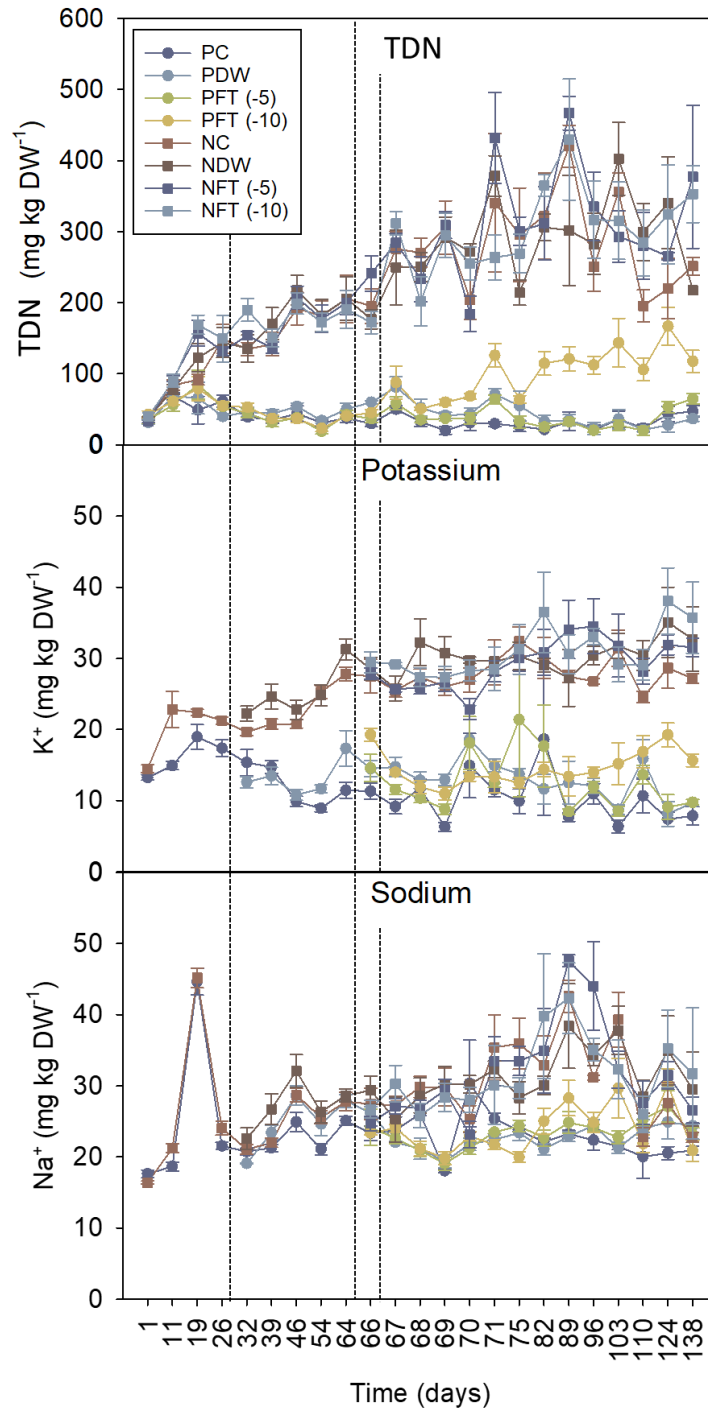 TDN
PC
PDW
PFT (-5)
PFT (-10)
NC
NDW
NFT (-5)
NFT (-10)
TDN (mg kg DW⁻¹)
600
500
400
300
200
100
0
Potassium
K⁺ (mg kg DW⁻¹)
50
40
30
20
10
0
Sodium
Na⁺ (mg kg DW⁻¹)
50
40
30
20
10
0
1 11 19 26 32 39 46 54 64 66 67 68 69 70 71 75 82 89 96 103 110 124 138
Time (days)